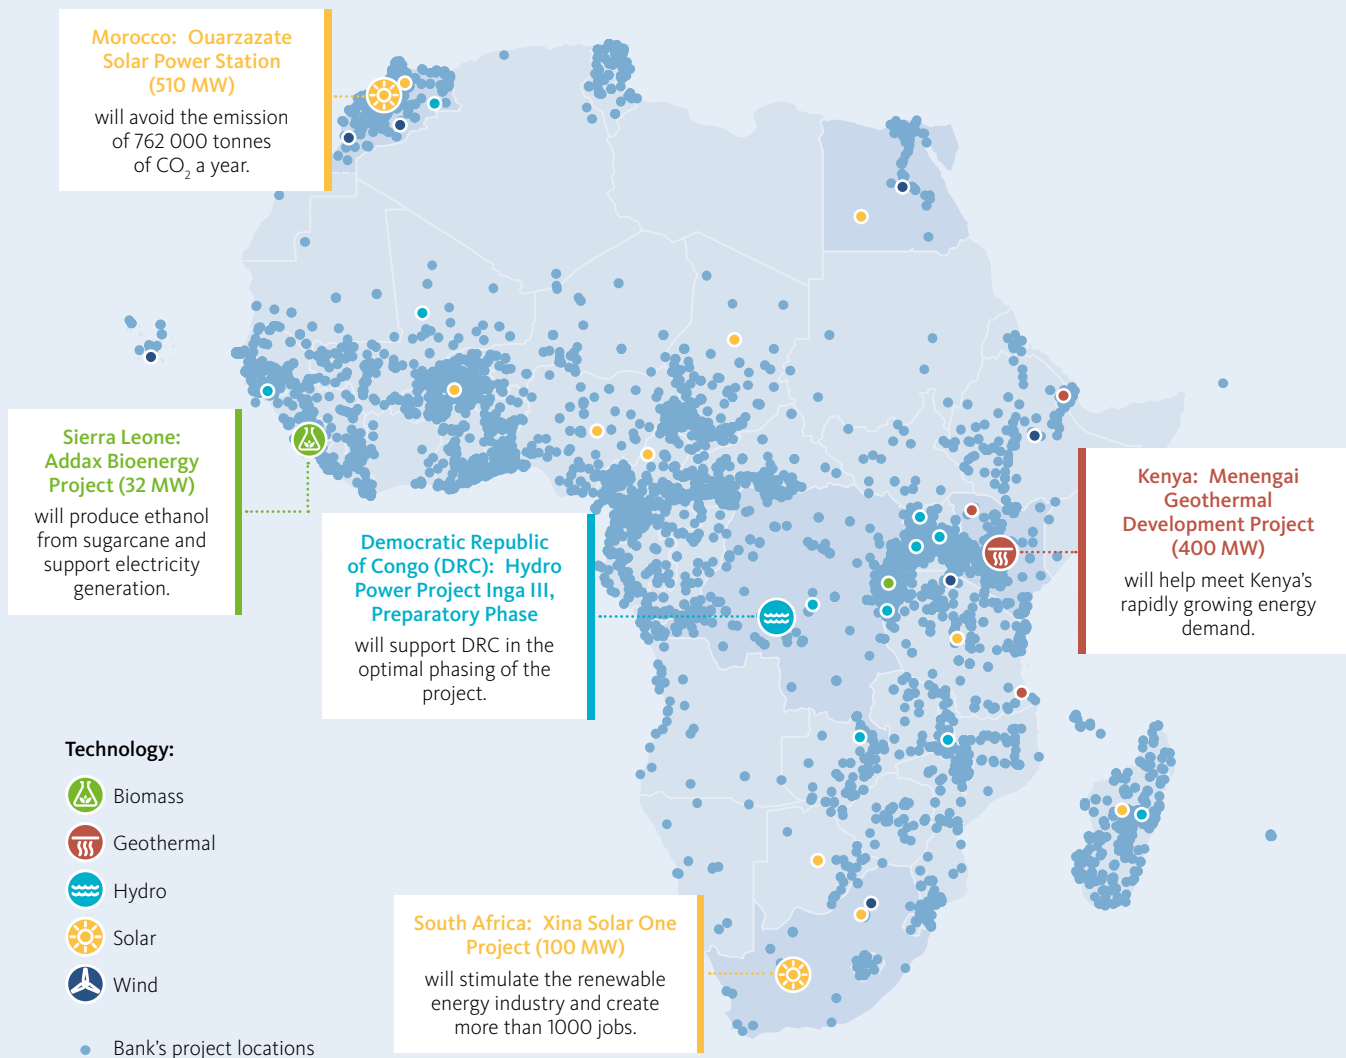 Morocco: Ouarzazate
Solar Power Station
(510 MW)
will avoid the emission
of 762 000 tonnes
of CO₂ a year.
Sierra Leone:
Addax Bioenergy
Project (32 MW)
will produce ethanol
from sugarcane and
support electricity
generation.
Democratic Republic
of Congo (DRC): Hydro
Power Project Inga III,
Preparatory Phase
will support DRC in the
optimal phasing of the
project.
Kenya: Menengai
Geothermal
Development Project
(400 MW)
will help meet Kenya’s
rapidly growing energy
demand.
South Africa: Xina Solar One
Project (100 MW)
will stimulate the renewable
energy industry and create
more than 1000 jobs.
Technology:
Biomass
Geothermal
Hydro
Solar
Wind
Bank’s project locations